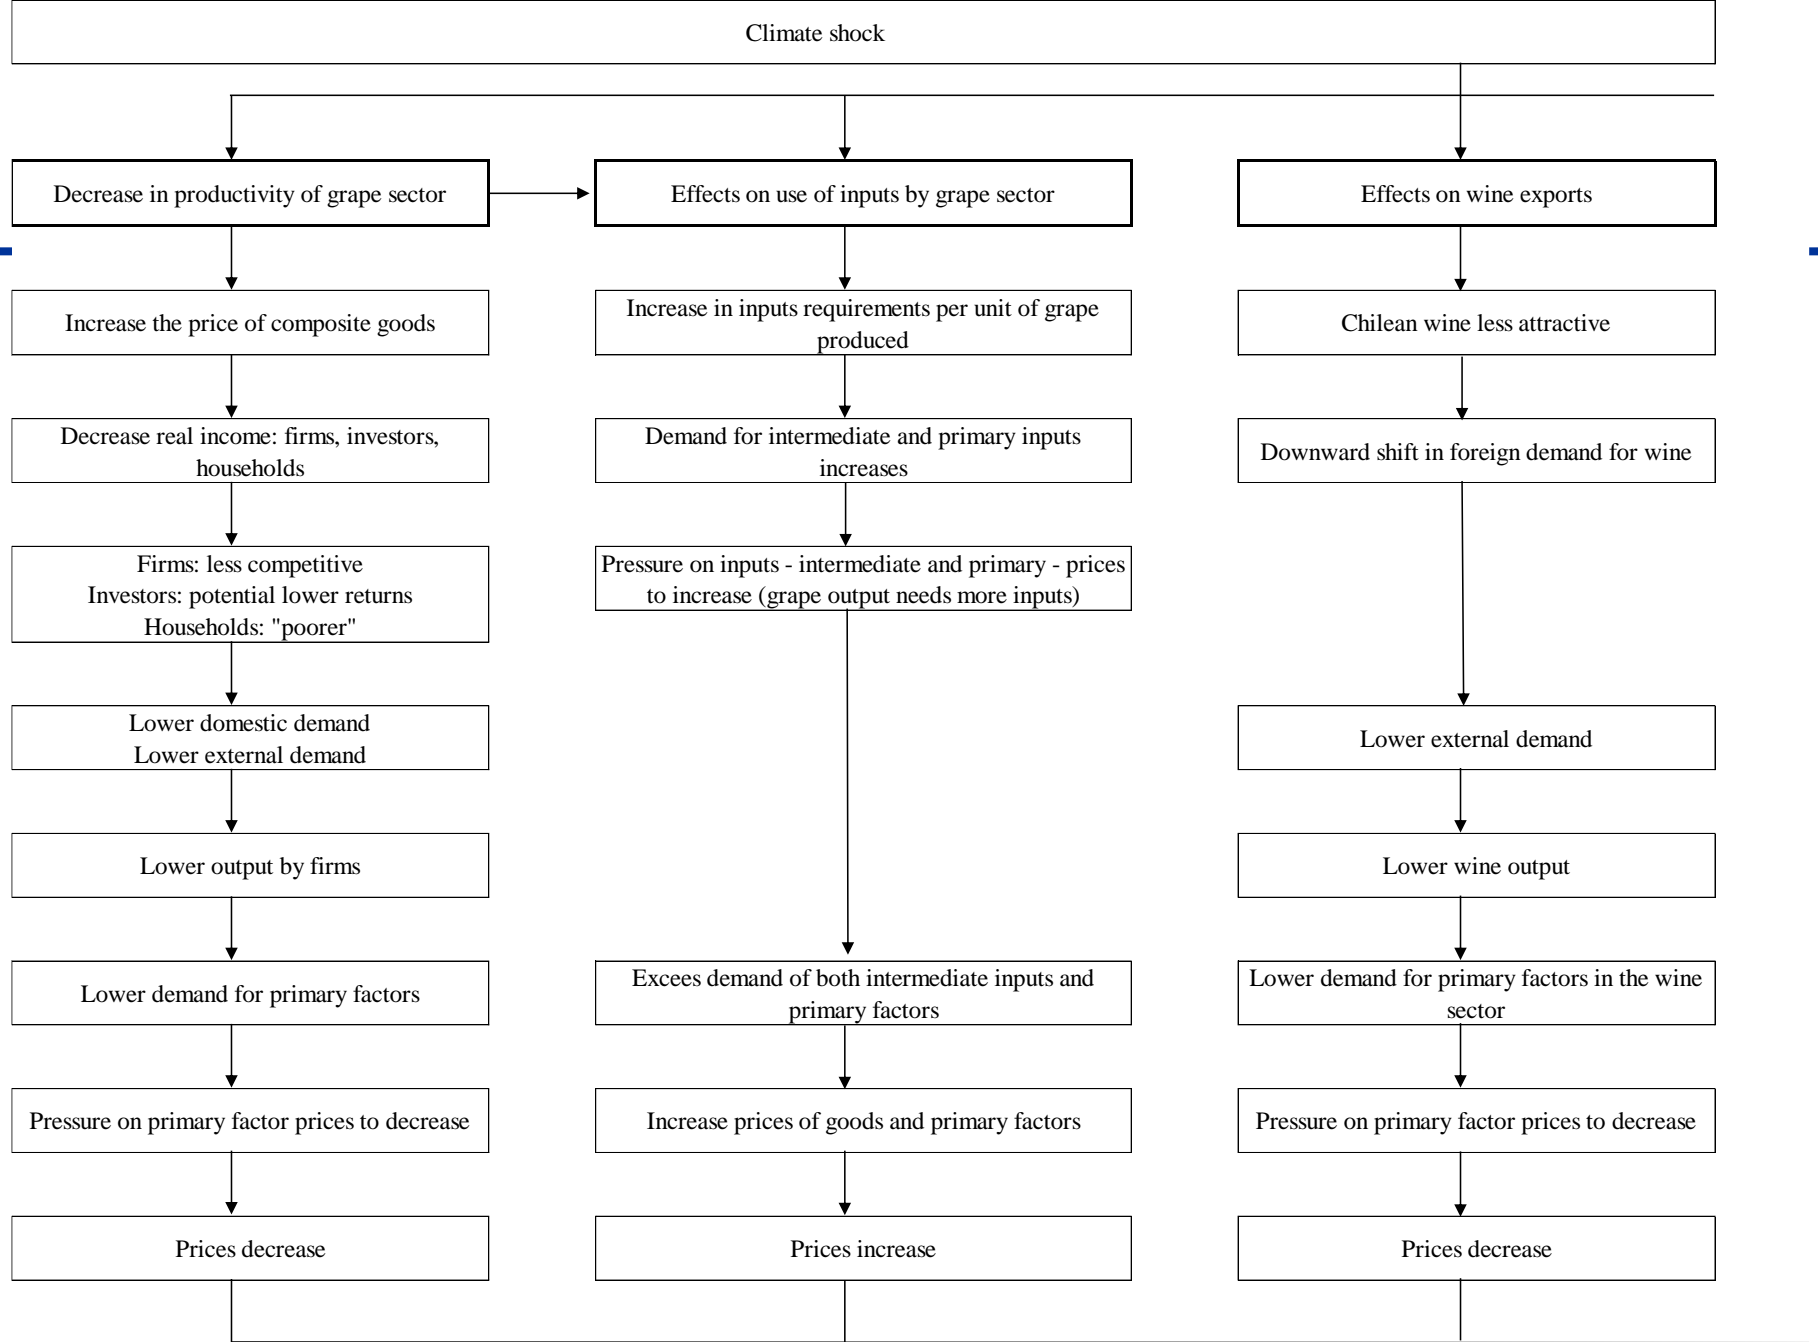 Climate shock
Decrease in productivity of grape sector
Effects on use of inputs by grape sector
Effects on wine exports
Increase the price of composite goods
Increase in inputs requirements per unit of grape
produced
Chilean wine less attractive
Decrease real income: firms, investors,
households
Demand for intermediate and primary inputs
increases
Downward shift in foreign demand for wine
Firms: less competitive
Investors: potential lower returns
Households: "poorer"
Pressure on inputs - intermediate and primary - prices
to increase (grape output needs more inputs)
Lower domestic demand
Lower external demand
Lower external demand
Lower output by firms
Lower wine output
Lower demand for primary factors
Excees demand of both intermediate inputs and
primary factors
Lower demand for primary factors in the wine
sector
Pressure on primary factor prices to decrease
Increase prices of goods and primary factors
Pressure on primary factor prices to decrease
Prices decrease
Prices increase
Prices decrease